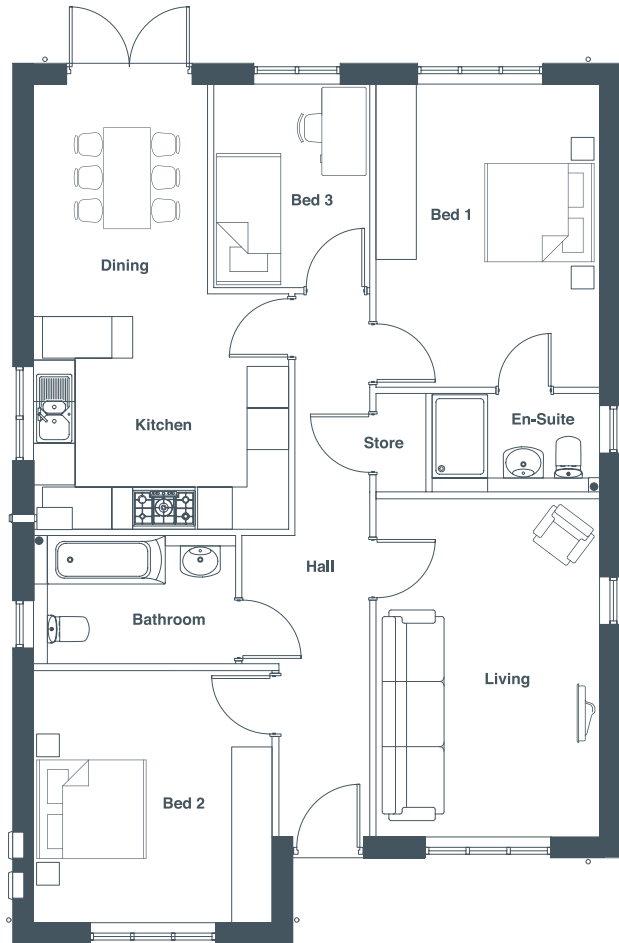 Bed 3
Bed 1
Dining
En-Suite
Kitchen
Store
Hall
Bathroom
Living
Bed 2